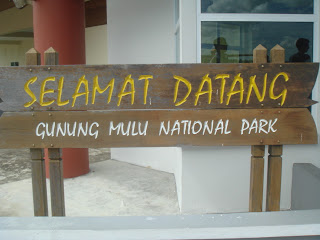 SELAMAT DATANG
GUNUNG MULU NATIONAL PARK